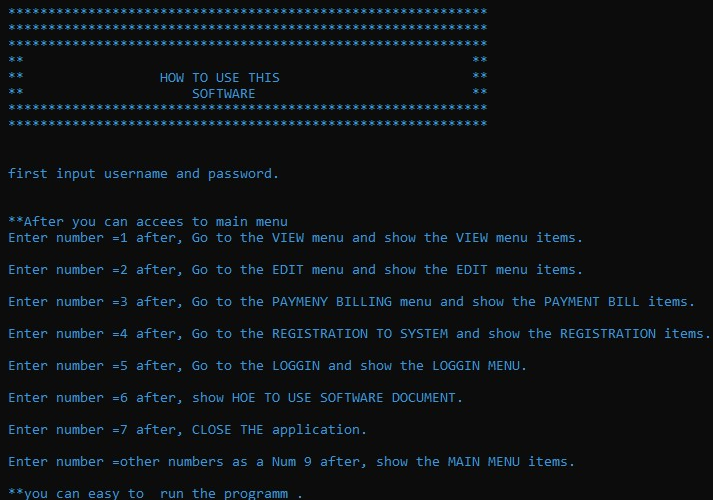 ************************************************************
************************************************************
************************************************************
**                                                        **
**                 HOW TO USE THIS                        **
**                     SOFTWARE                           **
************************************************************
************************************************************
first input username and password.
**After you can accees to main menu
Enter number =1 after, Go to the VIEW menu and show the VIEW menu items.
Enter number =2 after, Go to the EDIT menu and show the EDIT menu items.
Enter number =3 after, Go to the PAYMENY BILLING menu and show the PAYMENT BILL items.
Enter number =4 after, Go to the REGISTRATION TO SYSTEM and show the REGISTRATION items.
Enter number =5 after, Go to the LOGGIN and show the LOGGIN MENU.
Enter number =6 after, show HOE TO USE SOFTWARE DOCUMENT.
Enter number =7 after, CLOSE THE application.
Enter number =other numbers as a Num 9 after, show the MAIN MENU items.
**you can easy to  run the programm .